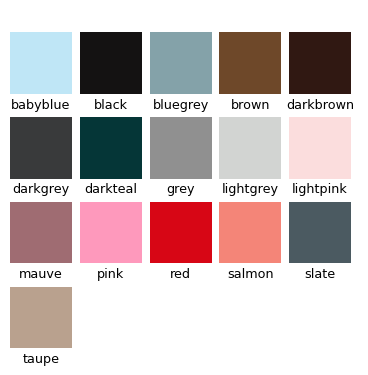 babyblue black bluegrey brown darkbrown
darkgrey darkteal grey lightgrey lightpink
mauve pink red salmon slate
taupe